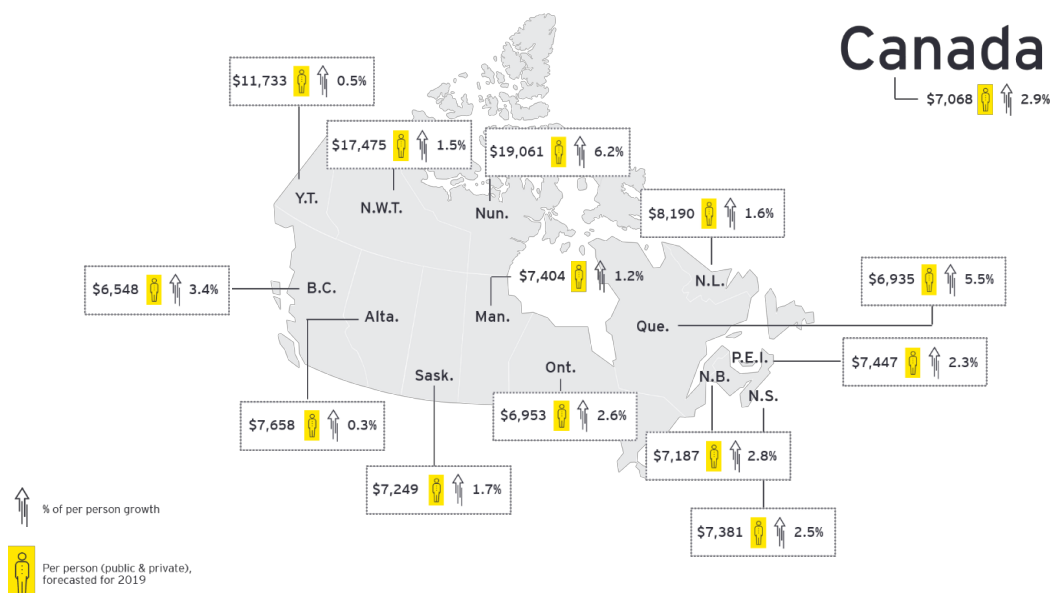 Canada
$7,068 2.9%
$11,733 0.5%
$17,475 1.5%
$19,061 6.2%
Y.T.
N.W.T.
Nun.
$8,190 1.6%
N.L.
$6,548 3.4%
B.C.
$7,404 1.2%
Man.
$6,935 5.5%
Que.
Alta.
$7,447 2.3%
P.E.I.
N.B.
N.S.
Sask.
Ont.
$7,658 0.3%
$6,953 2.6%
$7,187 2.8%
$7,249 1.7%
$7,381 2.5%
% of per person growth
Per person (public & private),
forecasted for 2019